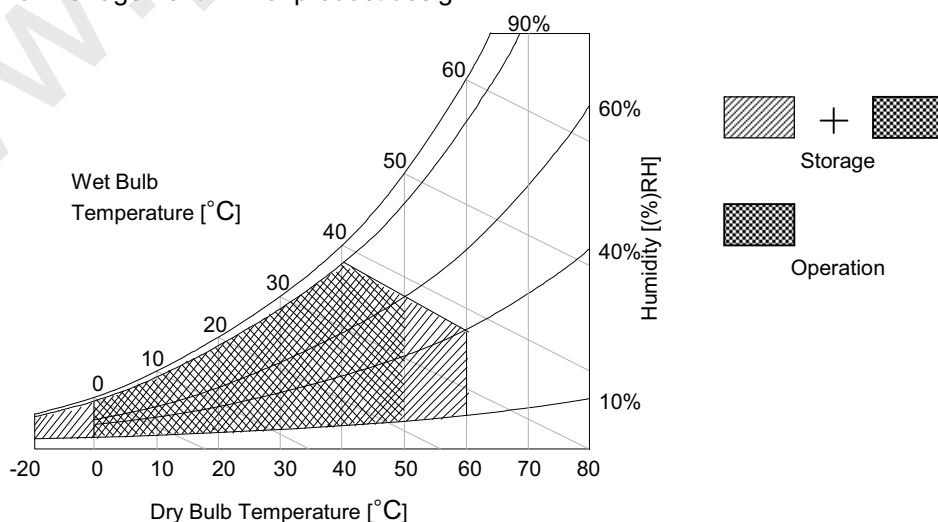 90%
60
60%
50
Wet Bulb
Temperature [°C]
Storage
40
40%
Humidity [(%)RH]
30
Operation
20
10
0
10%
-20 0 10 20 30 40 50 60 70 80
Dry Bulb Temperature [°C]